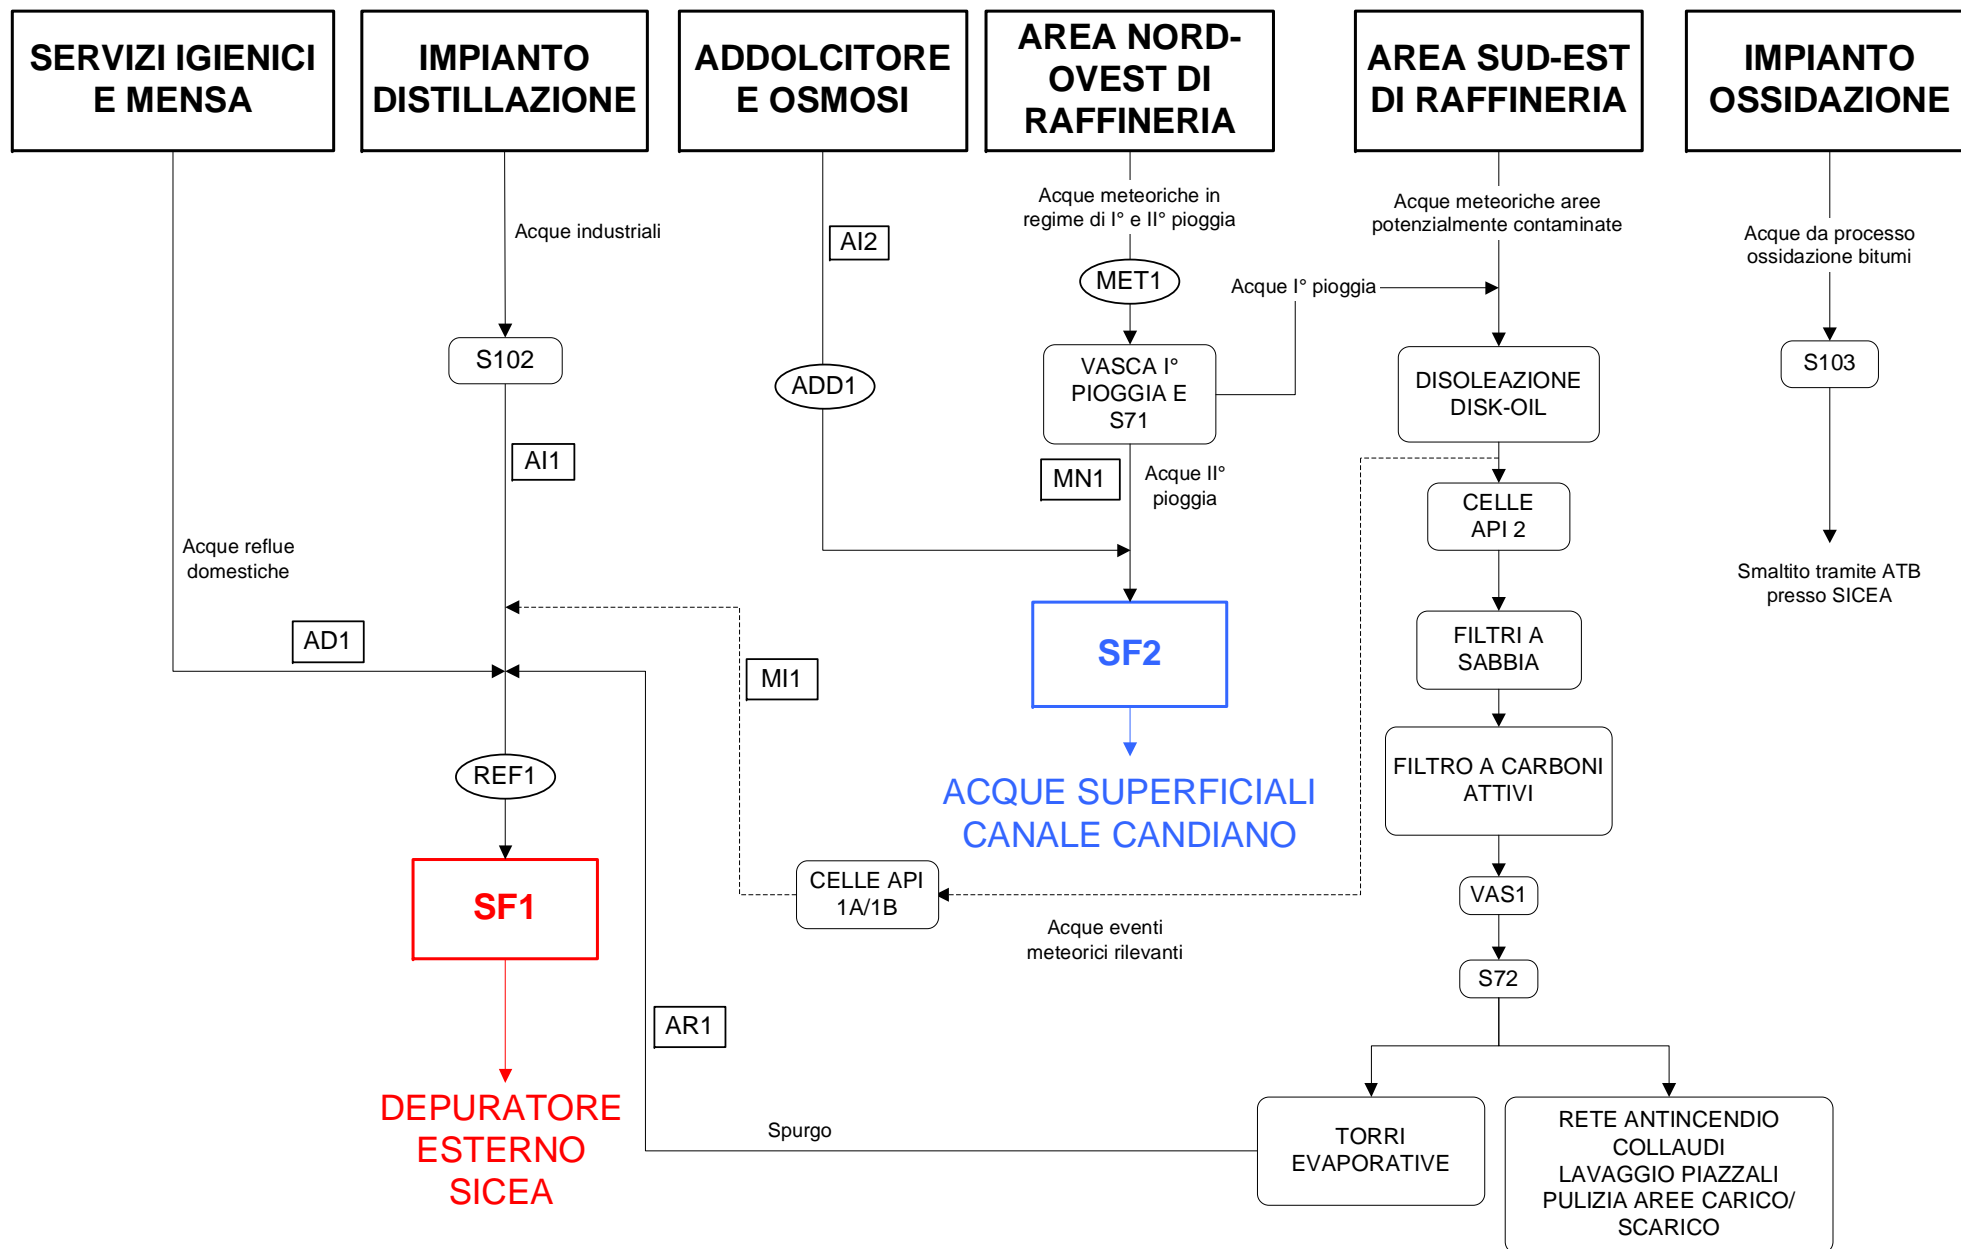 SERVIZI IGIENICI
E MENSA
IMPIANTO
DISTILLAZIONE
ADDOLCITORE
E OSMOSI
AREA NORD-
OVEST DI
RAFFINERIA
AREA SUD-EST
DI RAFFINERIA
IMPIANTO
OSSIDAZIONE
Acque industriali
AI2
Acque meteoriche in
regime di I° e II° pioggia
Acque meteoriche aree
potenzialmente contaminate
Acque da processo
ossidazione bitumi
MET1
Acque I° pioggia
S102
ADD1
VASCA I°
PIOGGIA E
S71
DISOLEAZIONE
DISK-OIL
S103
AI1
MN1
Acque II°
pioggia
CELLE
API 2
Acque reflue
domestiche
Smaltito tramite ATB
presso SICEA
AD1
MI1
SF2
FILTRI A
SABBIA
REF1
ACQUE SUPERFICIALI
CANALE CANDIANO
FILTRO A CARBONI
ATTIVI
SF1
CELLE API
1A/1B
VAS1
Acque eventi
meteorici rilevanti
S72
AR1
DEPURATORE
ESTERNO
SICEA
Spurgo
TORRI
EVAPORATIVE
RETE ANTINCENDIO
COLLAUDI
LAVAGGIO PIAZZALI
PULIZIA AREE CARICO/
SCARICO